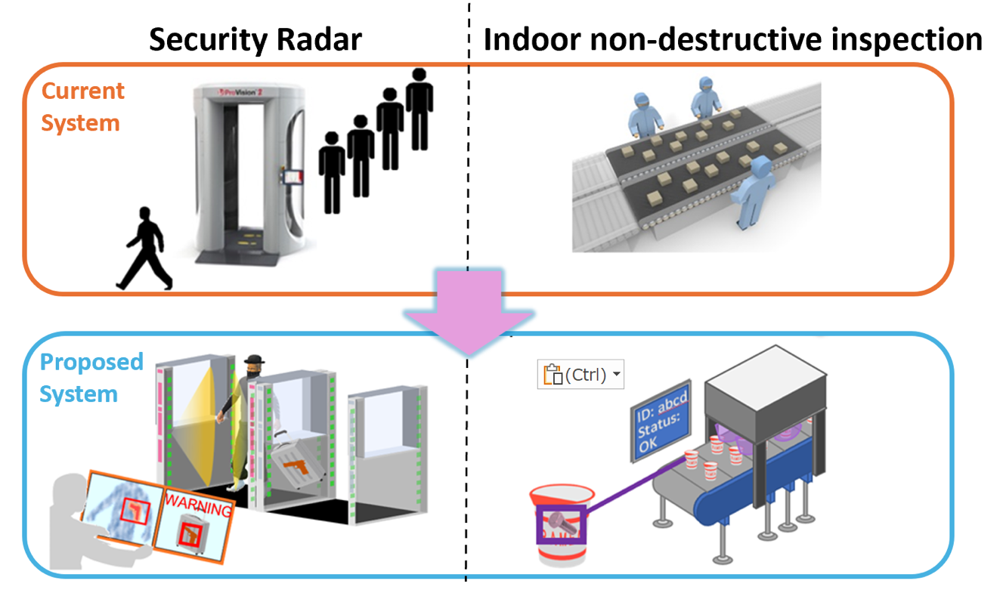 Security Radar
Indoor non-destructive inspection
Current
System
ProVision 2
Proposed
System
(Ctrl)
ID: abcd
Status:
OK
WARNING